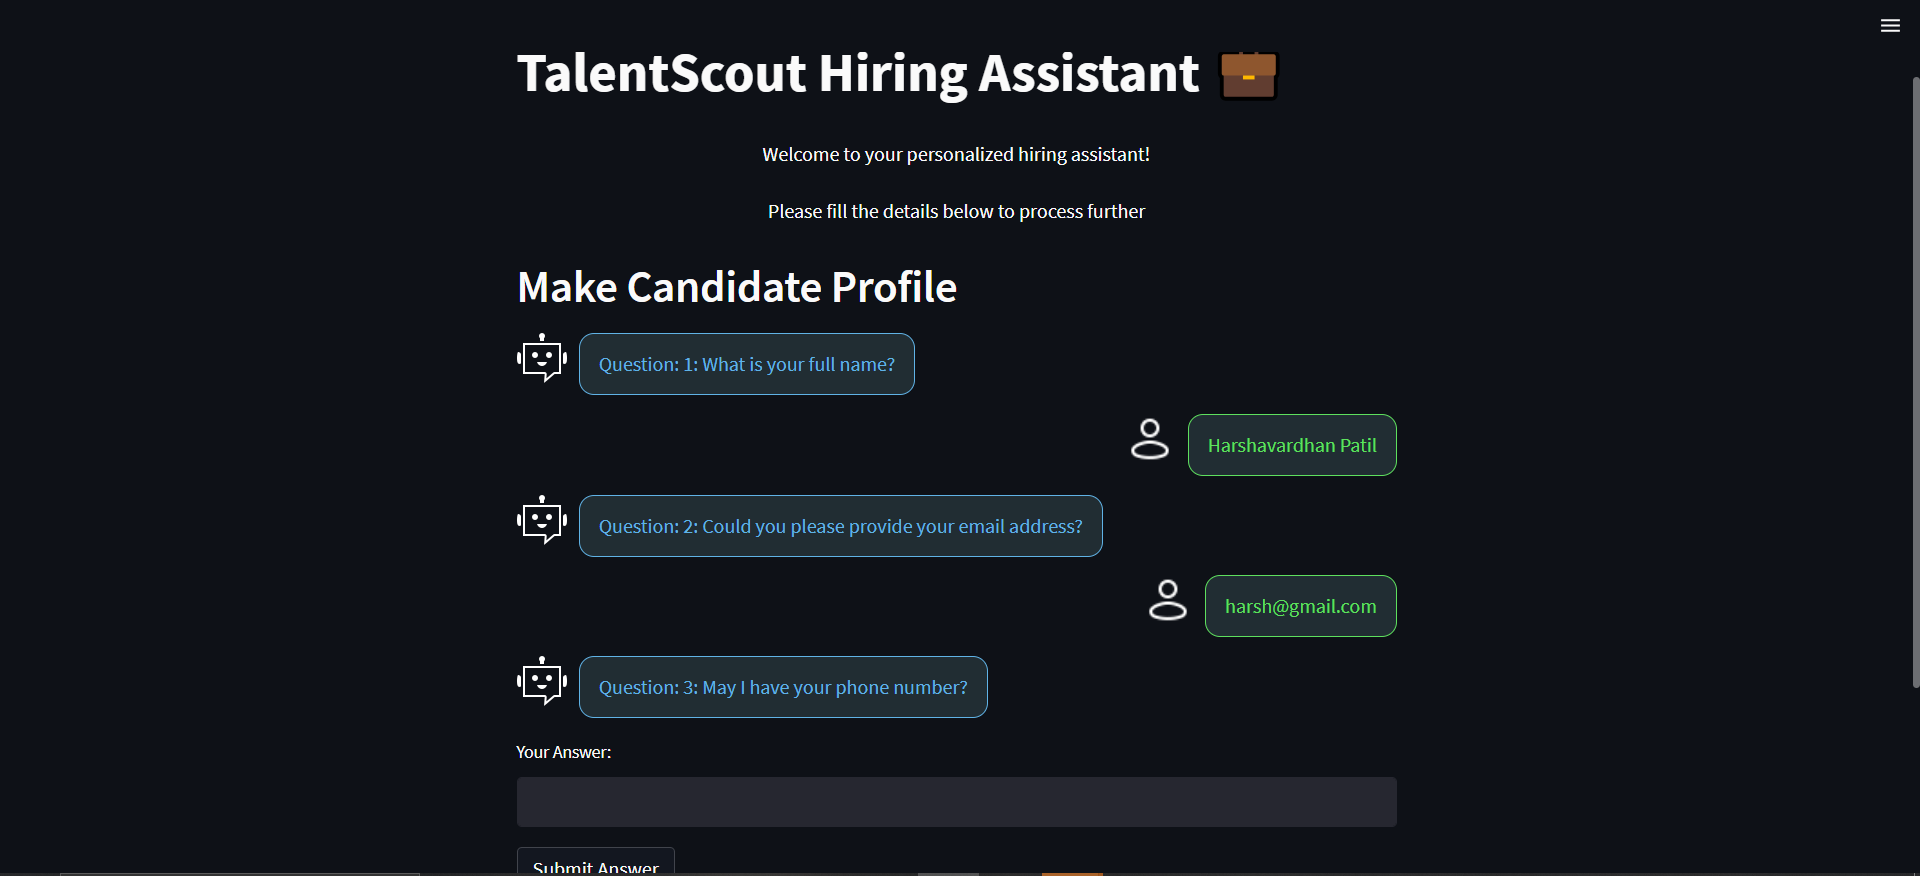 TalentScout Hiring Assistant
Welcome to your personalized hiring assistant!
Please fill the details below to process further
Make Candidate Profile
Question: 1: What is your full name?
Harshavardhan Patil
Question: 2: Could you please provide your email address?
harsh@gmail.com
Question: 3: May I have your phone number?
Your Answer:
Submit Answer